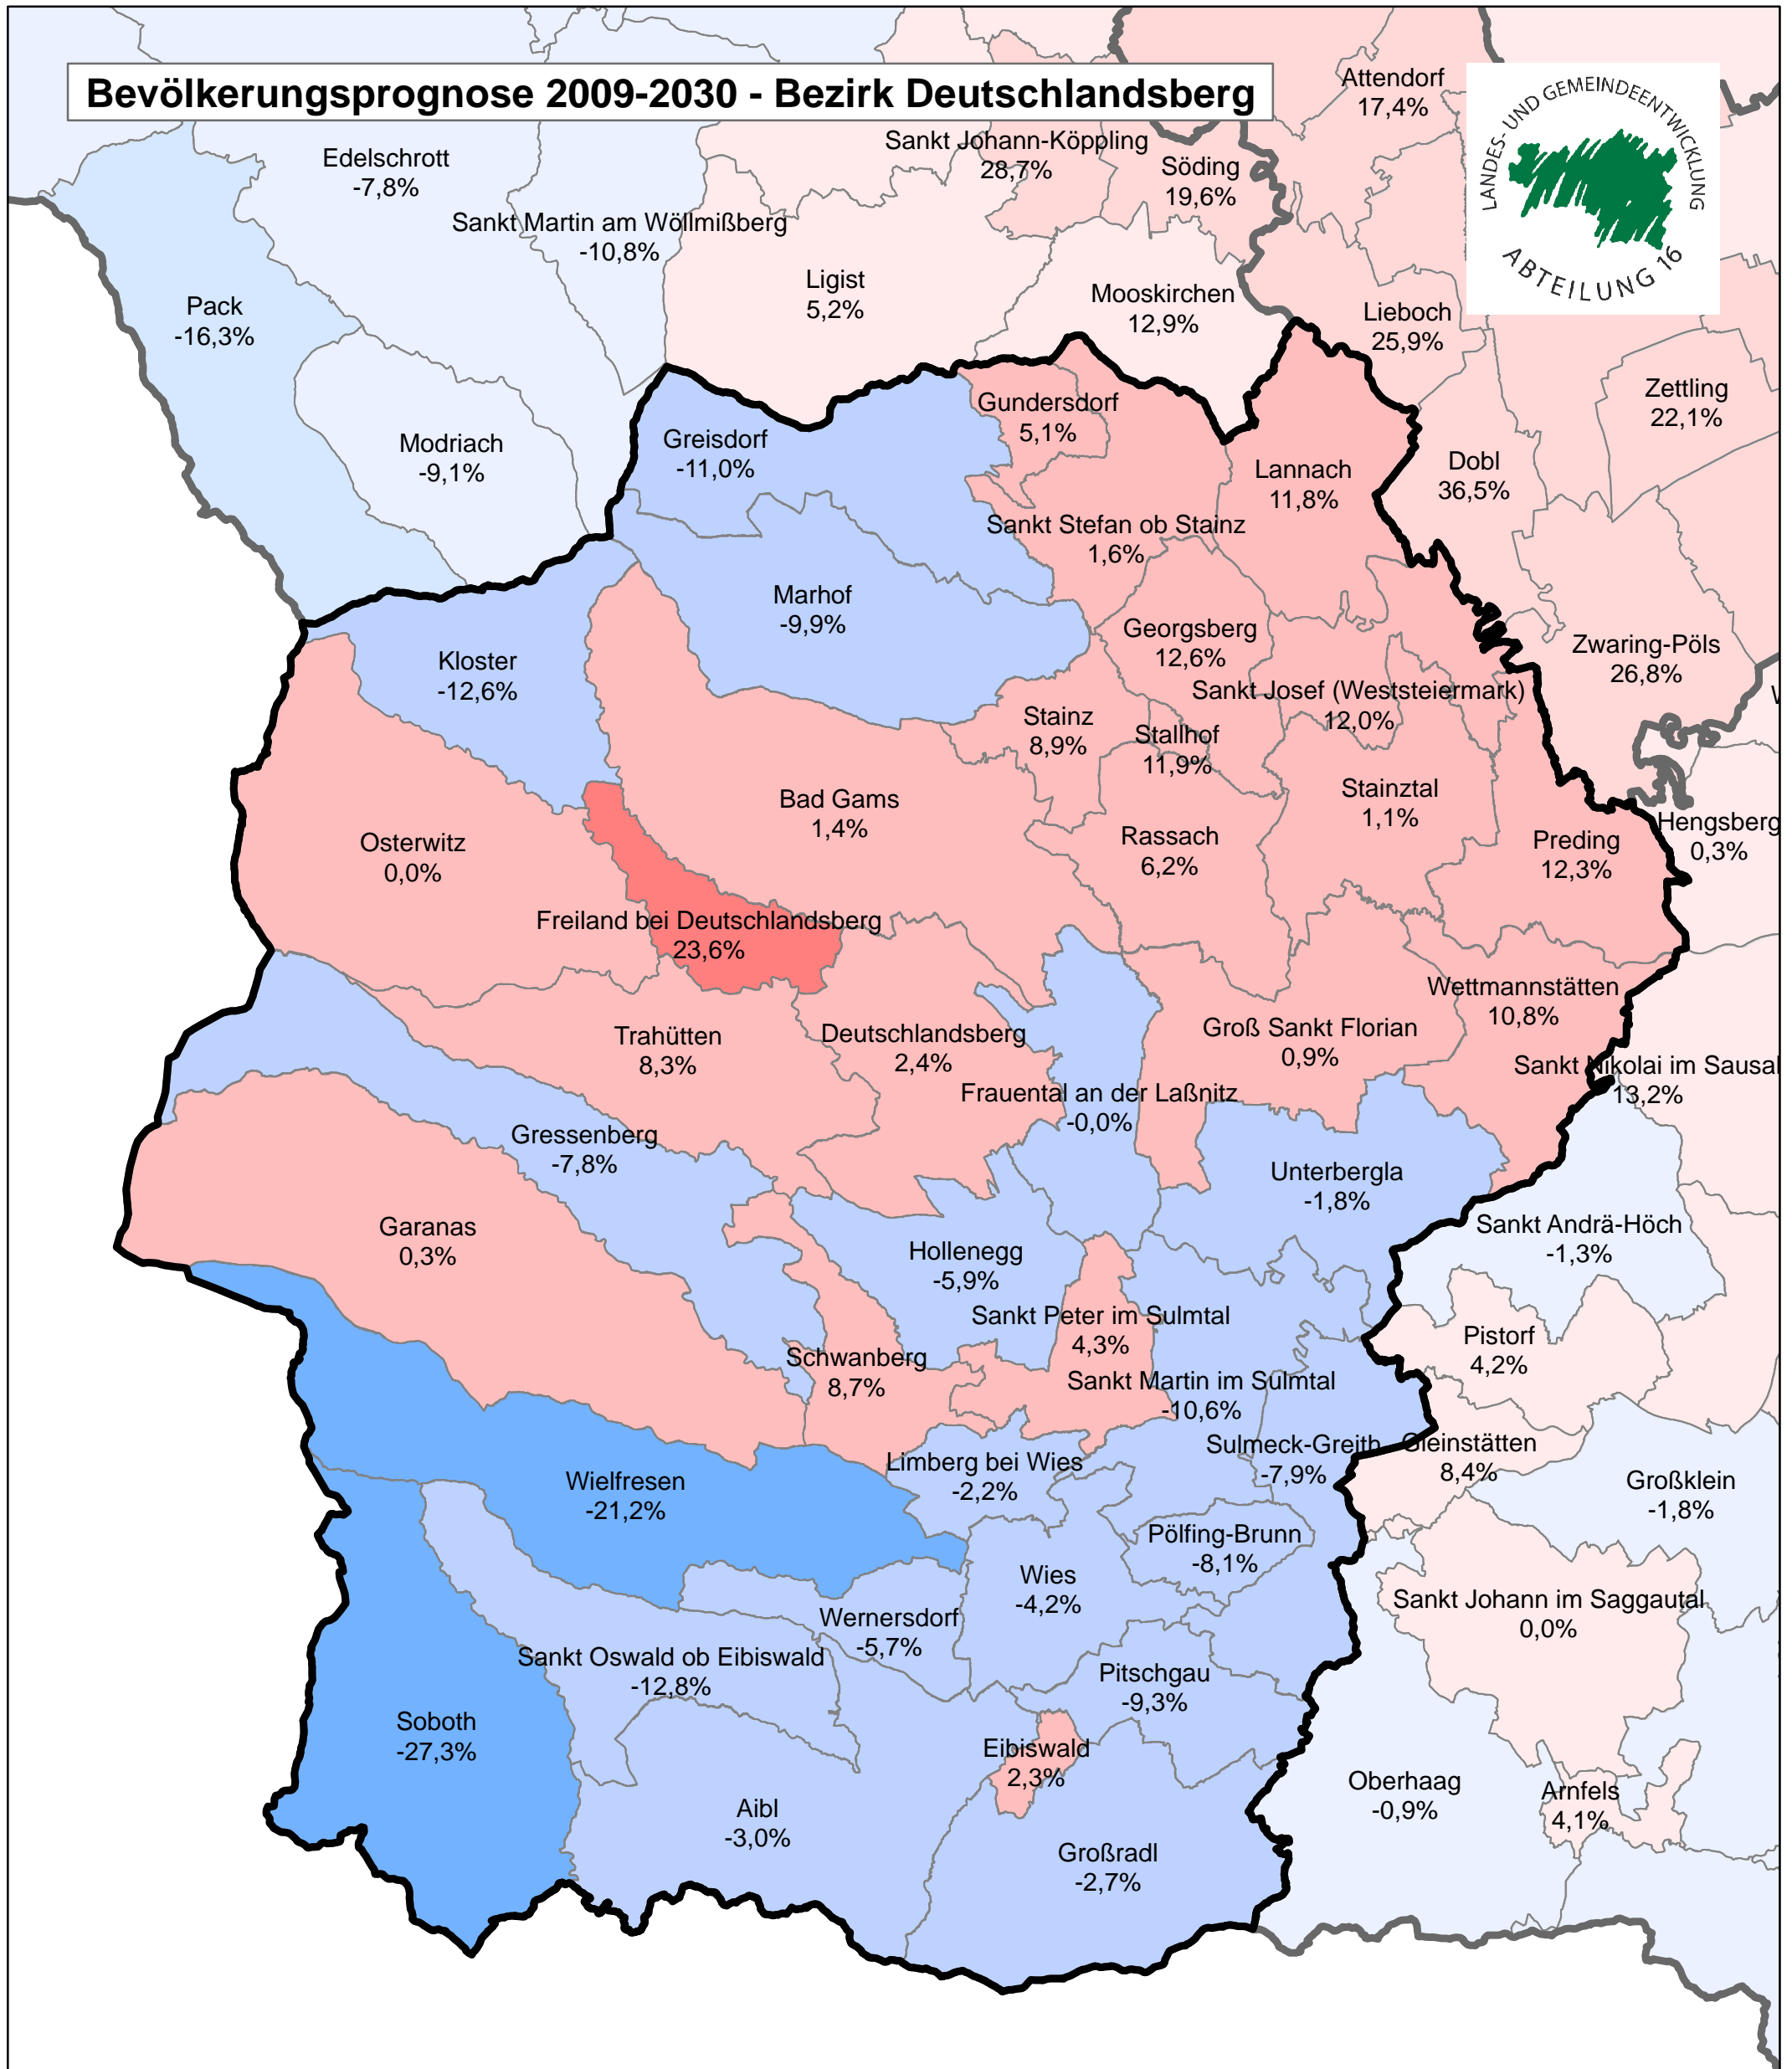 Bevölkerungsprognose 2009-2030 - Bezirk Deutschlandsberg
LANDES- UND GEMEINDEENTWICKLUNG
ABTEILUNG 16
Attendorf
17,4%
Sankt Johann-Köppling
28,7%
Söding
19,6%
Edelschrott
-7,8%
Sankt Martin am Wöllmißberg
-10,8%
Ligist
5,2%
Mooskirchen
12,9%
Lieboch
25,9%
Pack
-16,3%
Zettling
22,1%
Gundersdorf
5,1%
Greisdorf
-11,0%
Modriach
-9,1%
Lannach
11,8%
Dobl
36,5%
Sankt Stefan ob Stainz
1,6%
Marhof
-9,9%
Georgsberg
12,6%
Zwaring-Pöls
26,8%
Kloster
-12,6%
Sankt Josef (Weststeiermark)
12,0%
Stainz
8,9%
Stallhof
11,9%
Stainztal
1,1%
Bad Gams
1,4%
Hengsberg
0,3%
Osterwitz
0,0%
Rassach
6,2%
Preding
12,3%
Freiland bei Deutschlandsberg
23,6%
Wettmannstätten
10,8%
Groß Sankt Florian
0,9%
Trahütten
8,3%
Deutschlandsberg
2,4%
Sankt Nikolai im Sausal
13,2%
Frauental an der Laßnitz
-0,0%
Gressenberg
-7,8%
Unterbergla
-1,8%
Garanas
0,3%
Sankt Andrä-Höch
-1,3%
Hollenegg
-5,9%
Sankt Peter im Sulmtal
4,3%
Pistorf
4,2%
Schwanberg
8,7%
Sankt Martin im Sulmtal
-10,6%
Sulmeck-Greith
-7,9%
Gleinstätten
8,4%
Limberg bei Wies
-2,2%
Wielfresen
-21,2%
Großklein
-1,8%
Pölfing-Brunn
-8,1%
Wies
-4,2%
Sankt Johann im Saggautal
0,0%
Wernersdorf
-5,7%
Sankt Oswald ob Eibiswald
-12,8%
Pitschgau
-9,3%
Soboth
-27,3%
Eibiswald
2,3%
Oberhaag
-0,9%
Arnfels
4,1%
Aibl
-3,0%
Großradl
-2,7%